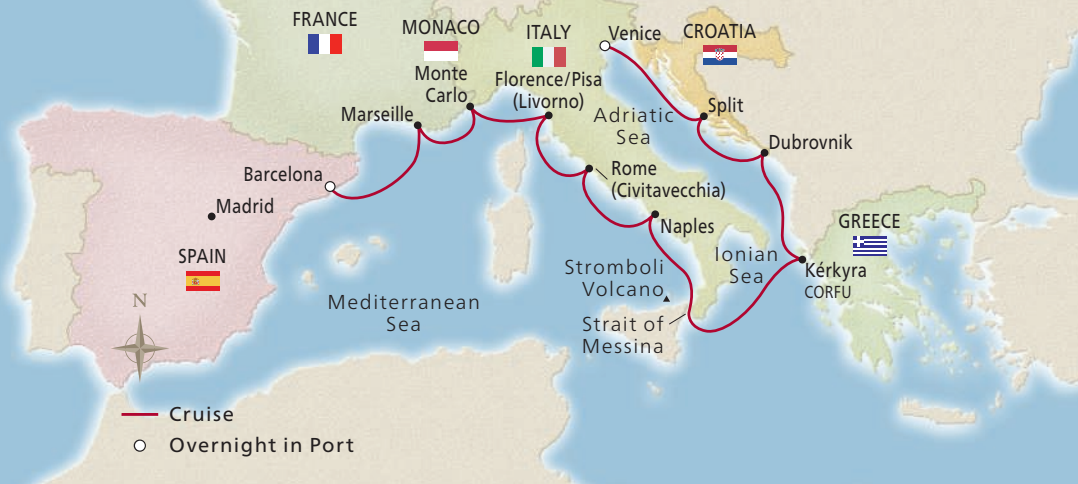 FRANCE
MONACO
ITALY
Venice
CROATIA
Monte
Carlo
Florence/Pisa
(Livorno)
Marseille
Adriatic
Sea
Split
Dubrovnik
Barcelona
Rome
(Civitavecchia)
Madrid
Naples
GREECE
SPAIN
Ionian
Sea
Stromboli
Volcano
Kérkyra
CORFU
N
Mediterranean
Sea
Strait of
Messina
Cruise
Overnight in Port